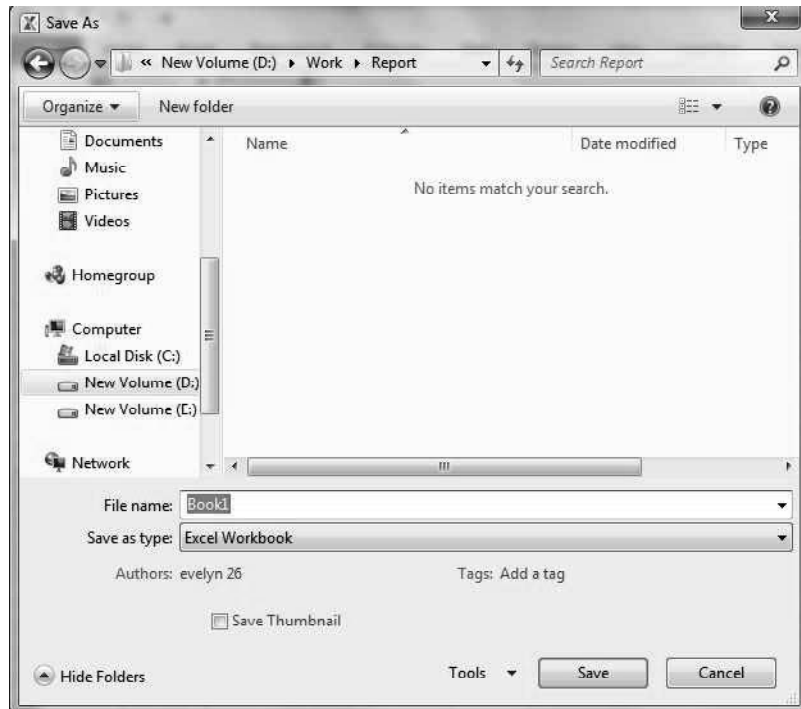 Save As
« New Volume (D:) ▸ Work ▸ Report
Search Report
Organize
New folder
Name
Date modified
Type
No items match your search.
Documents
Music
Pictures
Videos
Homegroup
Computer
Local Disk (C:)
New Volume (D:)
New Volume (E:)
Network
File name: Book1
Save as type: Excel Workbook
Authors: evelyn 26
Tags: Add a tag
Save Thumbnail
Hide Folders
Tools
Save
Cancel